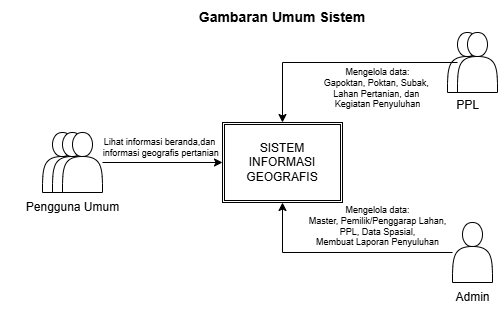 Gambaran Umum Sistem
Mengelola data:
Gapoktan, Poktan, Subak,
Lahan Pertanian, dan
Kegiatan Penyuluhan
PPL
Lihat informasi beranda,dan
informasi geografis pertanian
Pengguna Umum
SISTEM
INFORMASI
GEOGRAFIS
Mengelola data:
Master, Pemilik/Penggarap Lahan,
PPL, Data Spasial,
Membuat Laporan Penyuluhan
Admin